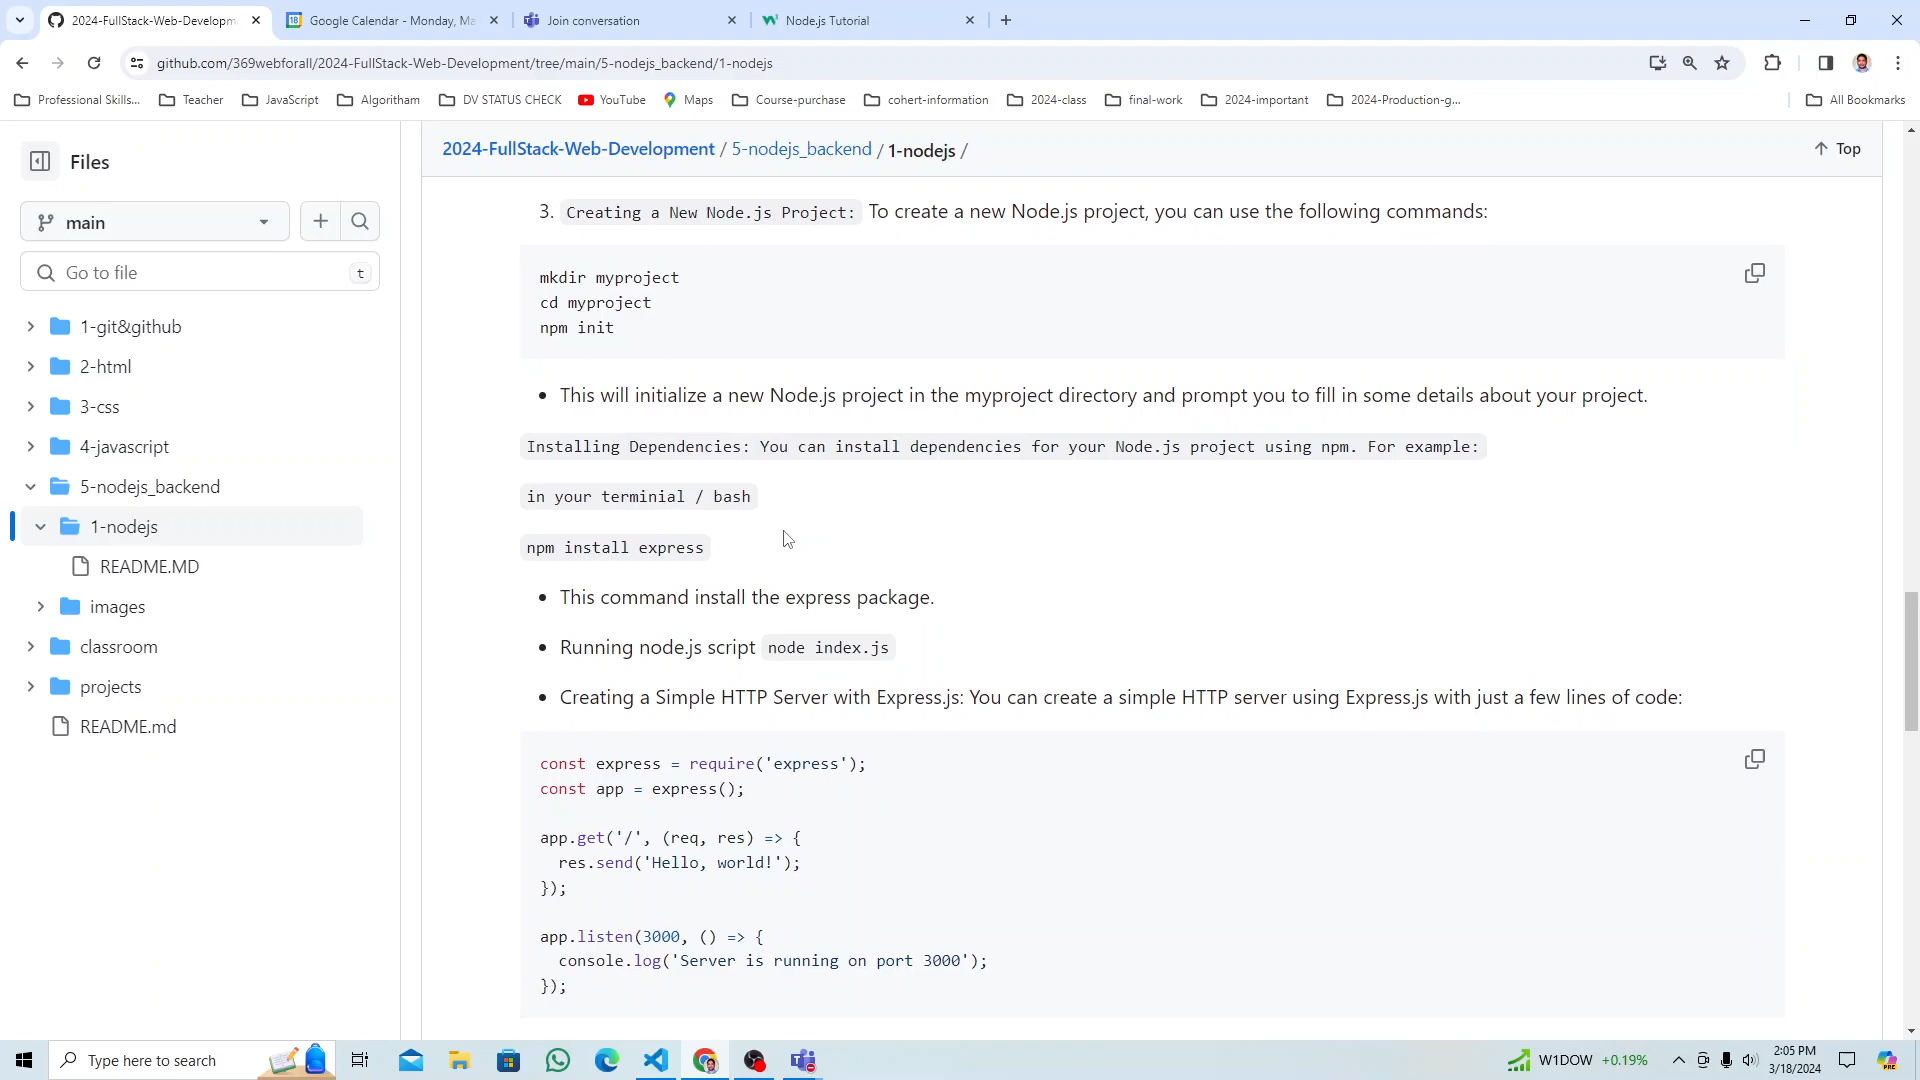 2024-FullStack-Web-Developm
Google Calendar - Monday, Ma
Join conversation
Node.js Tutorial
github.com/369webforall/2024-FullStack-Web-Development/tree/main/5-nodejs_backend/1-nodejs
Professional Skills...
Teacher
JavaScript
Algoritham
DV STATUS CHECK
YouTube
Maps
Course-purchase
cohert-information
2024-class
final-work
2024-important
2024-Production-g...
All Bookmarks
Files
main
Go to file
t
1-git&github
2-html
3-css
4-javascript
5-nodejs_backend
1-nodejs
README.MD
images
classroom
projects
README.md
2024-FullStack-Web-Development / 5-nodejs_backend / 1-nodejs /
Top
3. Creating a New Node.js Project: To create a new Node.js project, you can use the following commands:
mkdir myproject
cd myproject
npm init
This will initialize a new Node.js project in the myproject directory and prompt you to fill in some details about your project.
Installing Dependencies: You can install dependencies for your Node.js project using npm. For example:
in your terminial / bash
npm install express
This command install the express package.
Running node.js script node index.js
Creating a Simple HTTP Server with Express.js: You can create a simple HTTP server using Express.js with just a few lines of code:
const express = require('express');
const app = express();
app.get('/', (req, res) => {
res.send('Hello, world!');
});
app.listen(3000, () => {
console.log('Server is running on port 3000');
});
Type here to search
W1DOW +0.19%
2:05 PM
3/18/2024